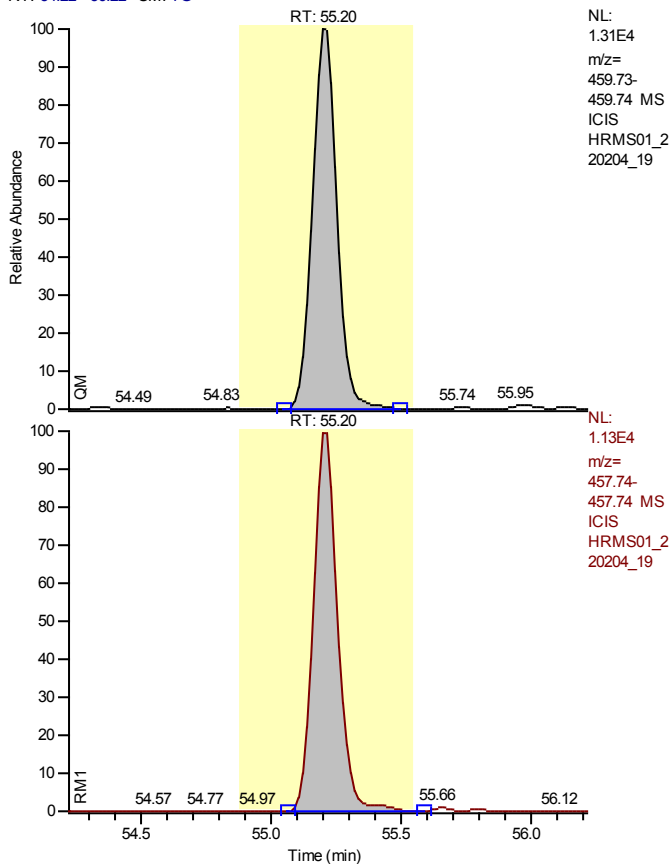 RT: 55.20
NL:
1.31E4
m/z=
459.73-
459.74 MS
ICIS
HRMS01_2
20204_19
100
90
80
70
60
50
40
30
20
10
0
Relative Abundance
QM
54.49
54.83
55.74
55.95
RT: 55.20
NL:
1.13E4
m/z=
457.74-
457.74 MS
ICIS
HRMS01_2
20204_19
100
90
80
70
60
50
40
30
20
10
0
RM1
54.57
54.77
54.97
55.66
56.12
54.5
55.0
55.5
56.0
Time (min)